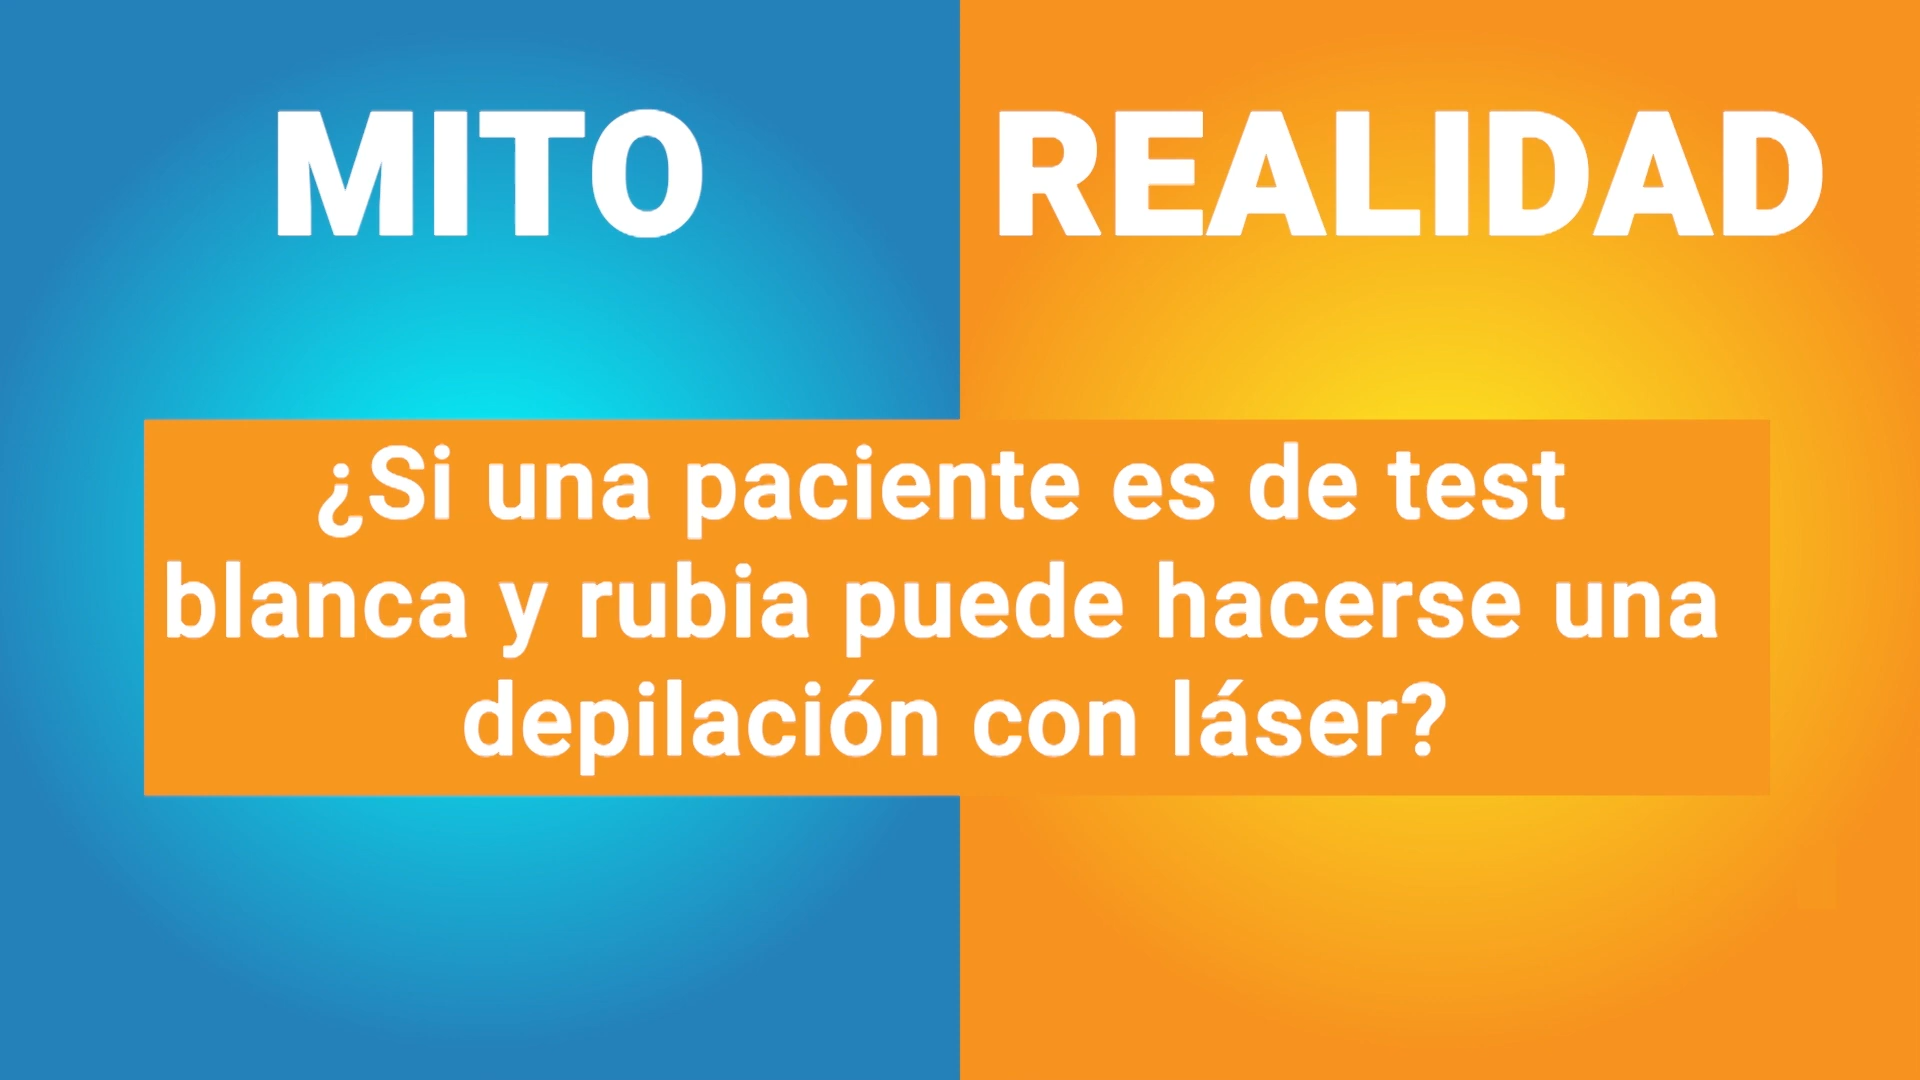 MITO
REALIDAD
¿Si una paciente es de test
blanca y rubia puede hacerse una
depilación con láser?